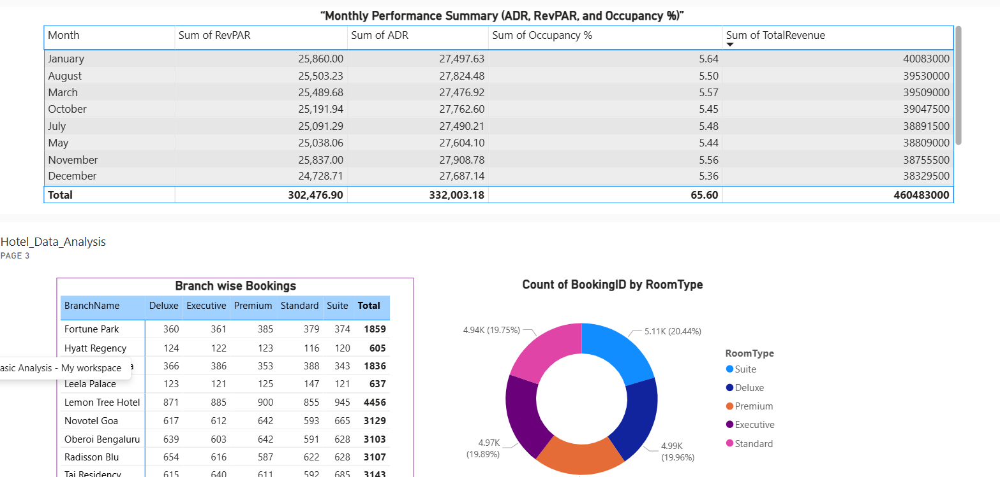 “Monthly Performance Summary (ADR, RevPAR, and Occupancy %)”
Month Sum of RevPAR Sum of ADR Sum of Occupancy % Sum of TotalRevenue
January 25,860.00 27,497.63 5.64 40083000
August 25,503.23 27,824.48 5.50 39530000
March 25,489.68 27,476.92 5.57 39509000
October 25,191.94 27,762.60 5.45 39047500
July 25,091.29 27,490.21 5.48 38891500
May 25,038.06 27,604.10 5.44 38809000
November 25,837.00 27,908.78 5.56 38755500
December 24,728.71 27,687.14 5.36 38329500
Total 302,476.90 332,003.18 65.60 460483000
Hotel_Data_Analysis
PAGE 3
Branch wise Bookings
BranchName Deluxe Executive Premium Standard Suite Total
Fortune Park 360 361 385 379 374 1859
Hyatt Regency 124 122 123 116 120 605
asic Analysis - My workspace
a 366 386 353 388 343 1836
Leela Palace 123 121 125 147 121 637
Lemon Tree Hotel 871 885 900 855 945 4456
Novotel Goa 617 612 642 593 665 3129
Oberoi Bengaluru 639 603 642 591 628 3103
Radisson Blu 654 616 587 622 628 3107
Taj Residency 615 640 611 592 685 3143
Count of BookingID by RoomType
4.94K (19.75%)
5.11K (20.44%)
4.97K
(19.89%)
4.99K
(19.96%)
RoomType
Suite
Deluxe
Premium
Executive
Standard